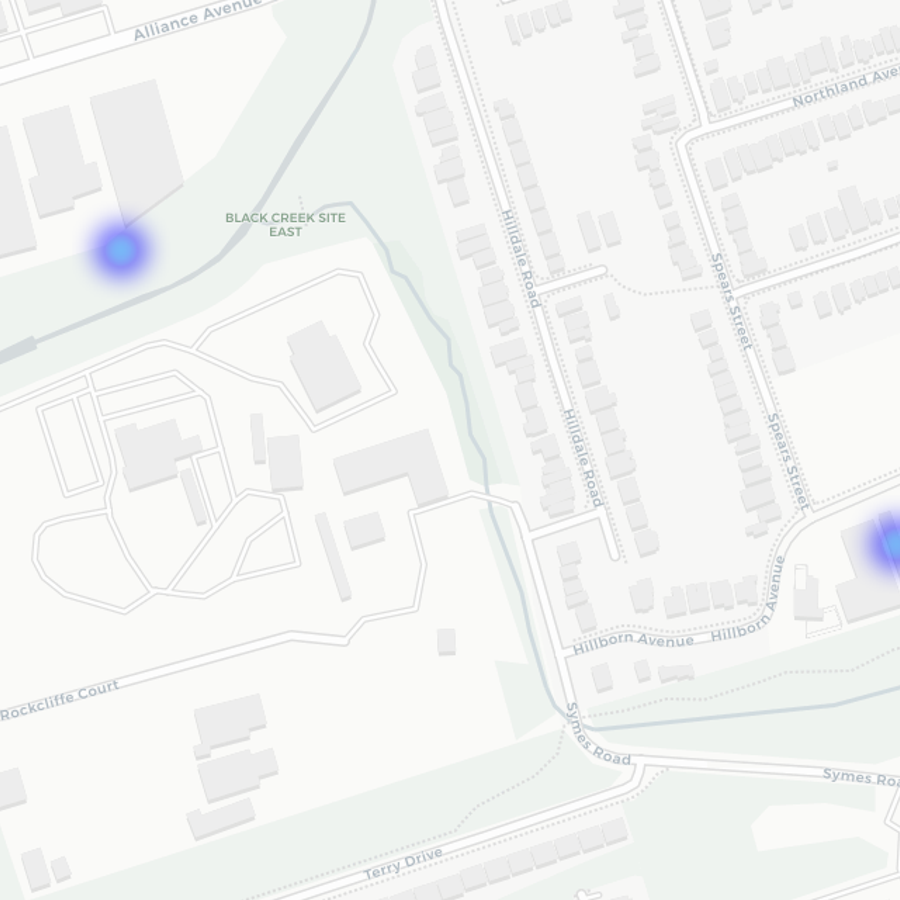 Alliance Avenue
Northland Ave
BLACK CREEK SITE
EAST
Hilldale Road
Spears Street
Hilldale Road
Spears Street
Hillborn Avenue
Hillborn Avenue
Rockcliffe Court
Symes Road
Symes Roa
Terry Drive